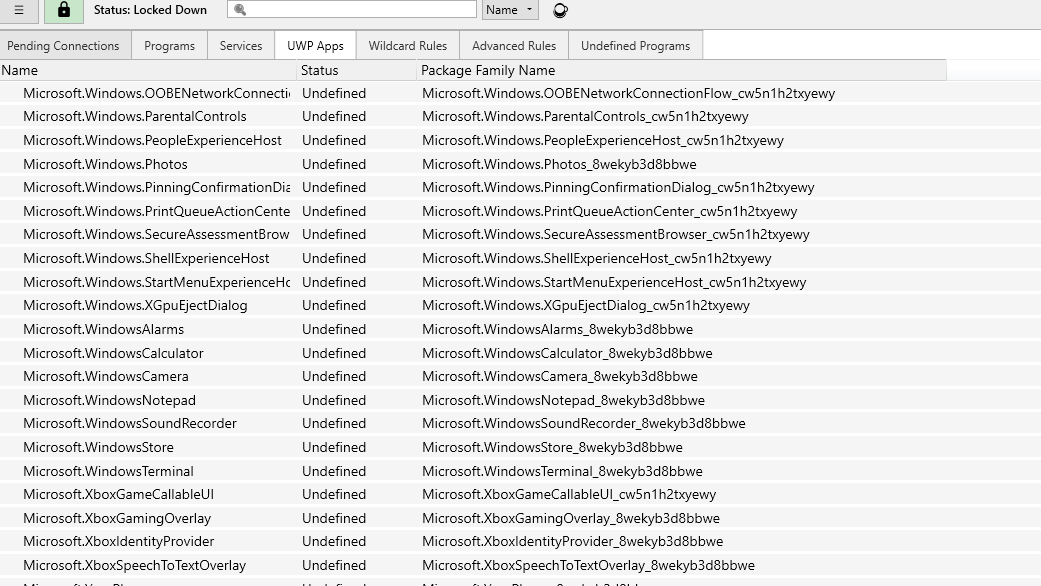 Status: Locked Down Name
Pending Connections Programs Services UWP Apps Wildcard Rules Advanced Rules Undefined Programs
Name Status Package Family Name
Microsoft.Windows.OOBENetworkConnecti Undefined Microsoft.Windows.OOBENetworkConnectionFlow_cw5n1h2txyewy
Microsoft.Windows.ParentalControls Undefined Microsoft.Windows.ParentalControls_cw5n1h2txyewy
Microsoft.Windows.PeopleExperienceHost Undefined Microsoft.Windows.PeopleExperienceHost_cw5n1h2txyewy
Microsoft.Windows.Photos Undefined Microsoft.Windows.Photos_8wekyb3d8bbwe
Microsoft.Windows.PinningConfirmationDia Undefined Microsoft.Windows.PinningConfirmationDialog_cw5n1h2txyewy
Microsoft.Windows.PrintQueueActionCente Undefined Microsoft.Windows.PrintQueueActionCenter_cw5n1h2txyewy
Microsoft.Windows.SecureAssessmentBrow Undefined Microsoft.Windows.SecureAssessmentBrowser_cw5n1h2txyewy
Microsoft.Windows.ShellExperienceHost Undefined Microsoft.Windows.ShellExperienceHost_cw5n1h2txyewy
Microsoft.Windows.StartMenuExperienceHo Undefined Microsoft.Windows.StartMenuExperienceHost_cw5n1h2txyewy
Microsoft.Windows.XGpuEjectDialog Undefined Microsoft.Windows.XGpuEjectDialog_cw5n1h2txyewy
Microsoft.WindowsAlarms Undefined Microsoft.WindowsAlarms_8wekyb3d8bbwe
Microsoft.WindowsCalculator Undefined Microsoft.WindowsCalculator_8wekyb3d8bbwe
Microsoft.WindowsCamera Undefined Microsoft.WindowsCamera_8wekyb3d8bbwe
Microsoft.WindowsNotepad Undefined Microsoft.WindowsNotepad_8wekyb3d8bbwe
Microsoft.WindowsSoundRecorder Undefined Microsoft.WindowsSoundRecorder_8wekyb3d8bbwe
Microsoft.WindowsStore Undefined Microsoft.WindowsStore_8wekyb3d8bbwe
Microsoft.WindowsTerminal Undefined Microsoft.WindowsTerminal_8wekyb3d8bbwe
Microsoft.XboxGameCallableUI Undefined Microsoft.XboxGameCallableUI_cw5n1h2txyewy
Microsoft.XboxGamingOverlay Undefined Microsoft.XboxGamingOverlay_8wekyb3d8bbwe
Microsoft.XboxIdentityProvider Undefined Microsoft.XboxIdentityProvider_8wekyb3d8bbwe
Microsoft.XboxSpeechToTextOverlay Undefined Microsoft.XboxSpeechToTextOverlay_8wekyb3d8bbwe